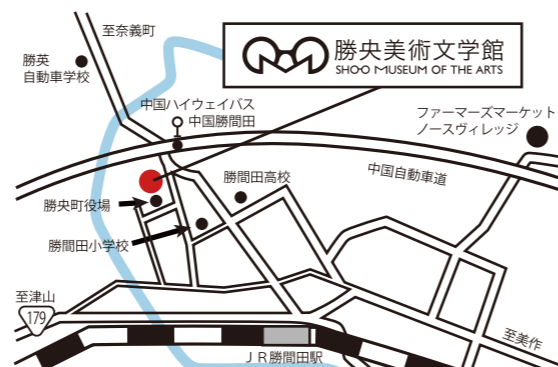 至奈義町
勝英
自動車学校
勝央美術文学館
SHOO MUSEUM OF THE ARTS
中国ハイウェイバス
中国勝間田
ファーマーズマーケット
ノースヴィレッジ
中国自動車道
勝間田高校
勝央町役場
勝間田小学校
至津山
179
至美作
JR勝間田駅